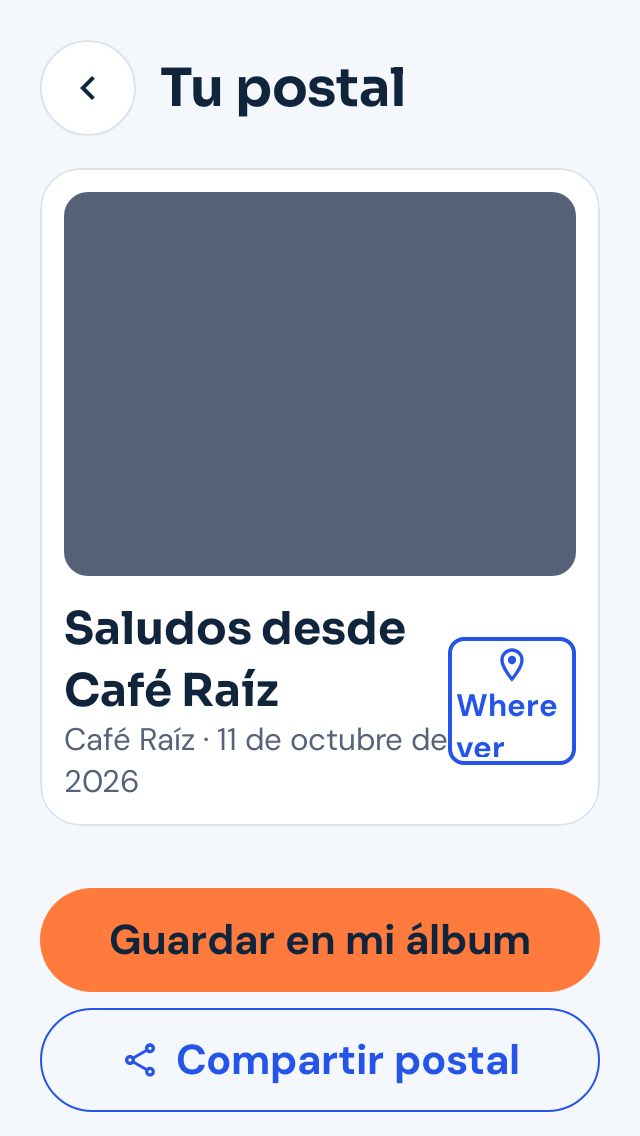 Tu postal
Saludos desde
Café Raíz
Café Raíz · 11 de octubre de
2026
Where
ver
Guardar en mi álbum
Compartir postal